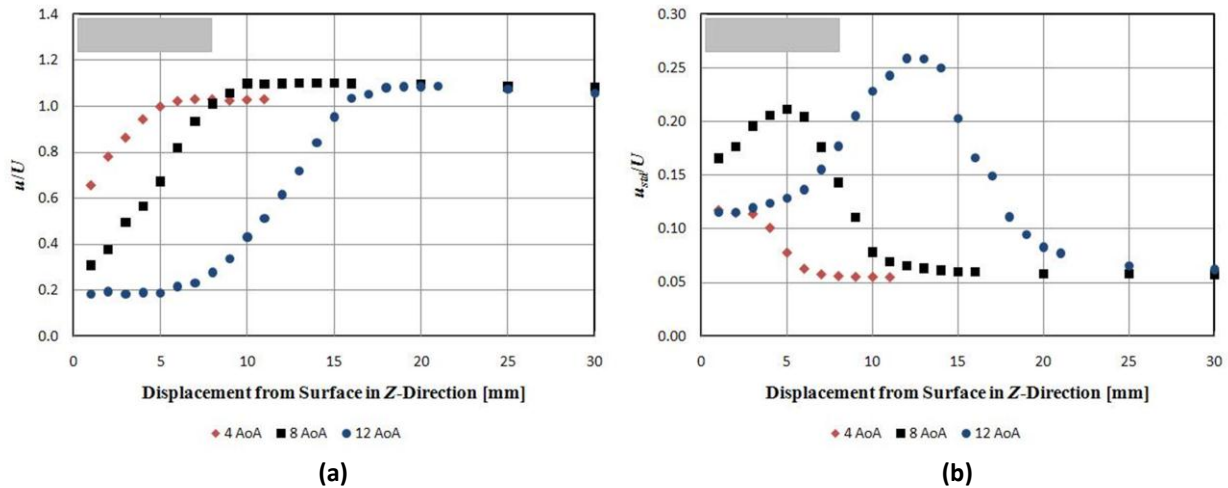 1.4
1.2
1.0
0.8
0.6
0.4
0.2
0.0
u/U
0 5 10 15 20 25 30
Displacement from Surface in Z-Direction [mm]
4 AoA 8 AoA 12 AoA
(a)
0.30
0.25
0.20
0.15
0.10
0.05
0.00
u_std/U
0 5 10 15 20 25 30
Displacement from Surface in Z-Direction [mm]
4 AoA 8 AoA 12 AoA
(b)